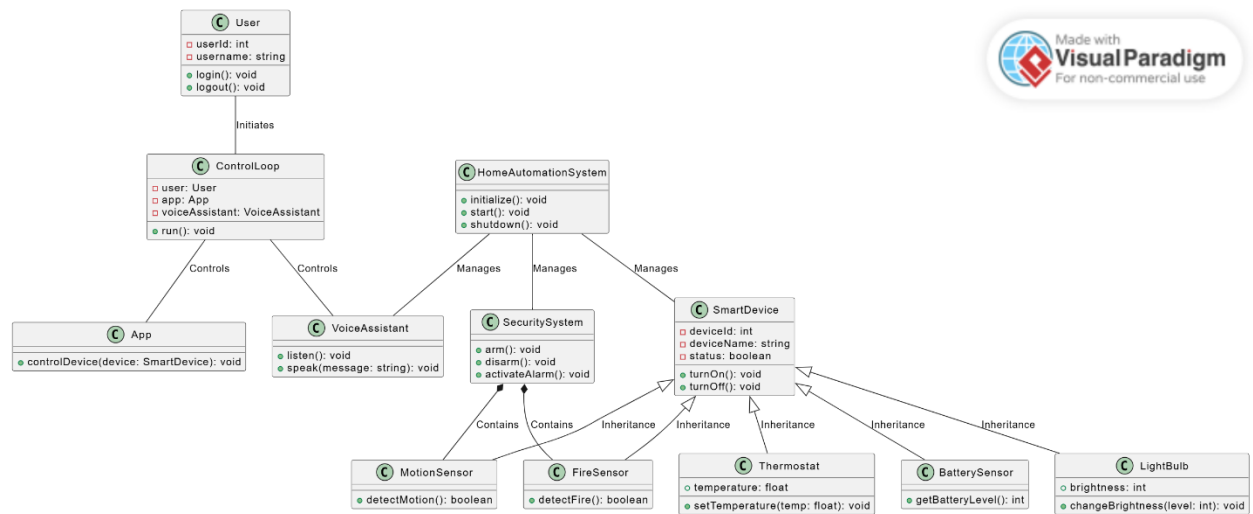 C User
userId: int
username: string
login(): void
logout(): void
Made with
Visual Paradigm
For non-commercial use
Initiates
C ControlLoop
user: User
app: App
voiceAssistant: VoiceAssistant
run(): void
C HomeAutomationSystem
initialize(): void
start(): void
shutdown(): void
Controls
Controls
Manages
Manages
Manages
C App
controlDevice(device: SmartDevice): void
C VoiceAssistant
listen(): void
speak(message: string): void
C SecuritySystem
arm(): void
disarm(): void
activateAlarm(): void
C SmartDevice
deviceId: int
deviceName: string
status: boolean
turnOn(): void
turnOff(): void
Contains
Contains
Inheritance
Inheritance
Inheritance
Inheritance
Inheritance
C MotionSensor
detectMotion(): boolean
C FireSensor
detectFire(): boolean
C Thermostat
temperature: float
setTemperature(temp: float): void
C BatterySensor
getBatteryLevel(): int
C LightBulb
brightness: int
changeBrightness(level: int): void